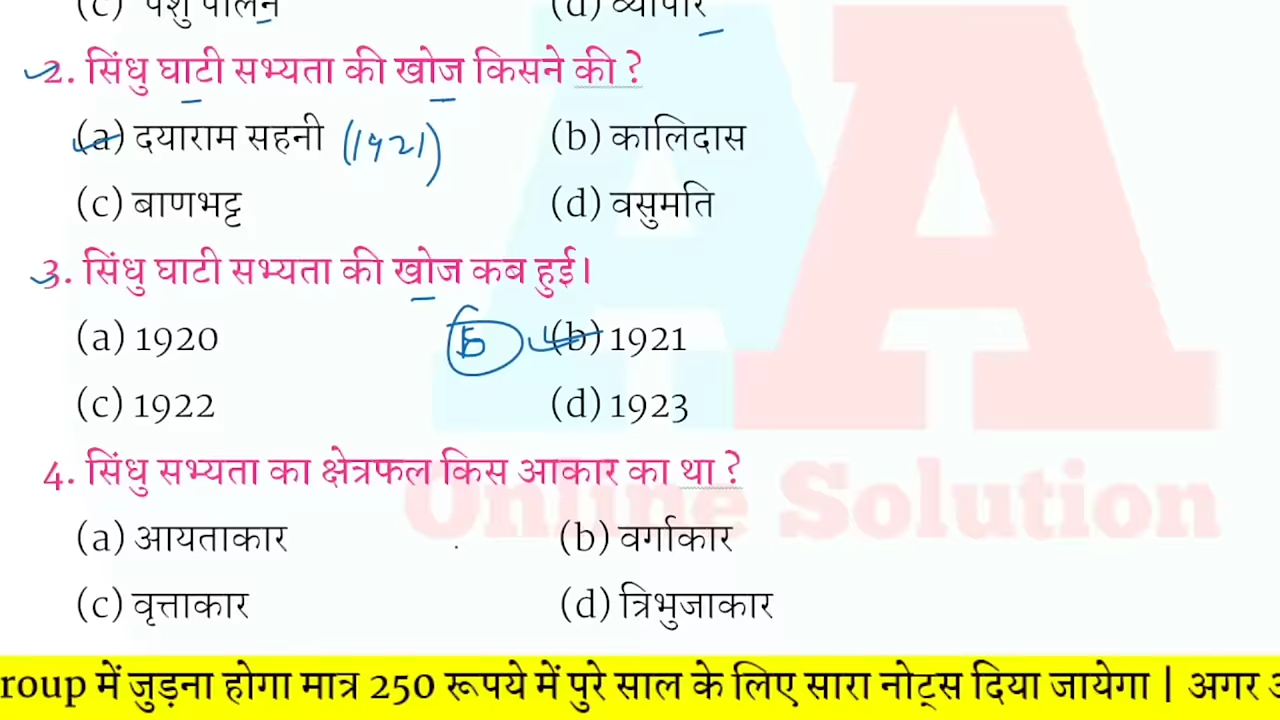 (c) पशु पालन (d) व्यापार
2. सिंधु घाटी सभ्यता की खोज किसने की ?
(a) दयाराम सहनी (1921) (b) कालिदास
(c) बाणभट्ट (d) वसुमति
3. सिंधु घाटी सभ्यता की खोज कब हुई।
(a) 1920 b (b) 1921
(c) 1922 (d) 1923
4. सिंधु सभ्यता का क्षेत्रफल किस आकार का था ?
(a) आयताकार (b) वर्गाकार
(c) वृत्ताकार (d) त्रिभुजाकार
AA
Online Solution
roup में जुड़ना होगा मात्र 250 रूपये में पुरे साल के लिए सारा नोट्स दिया जायेगा | अगर